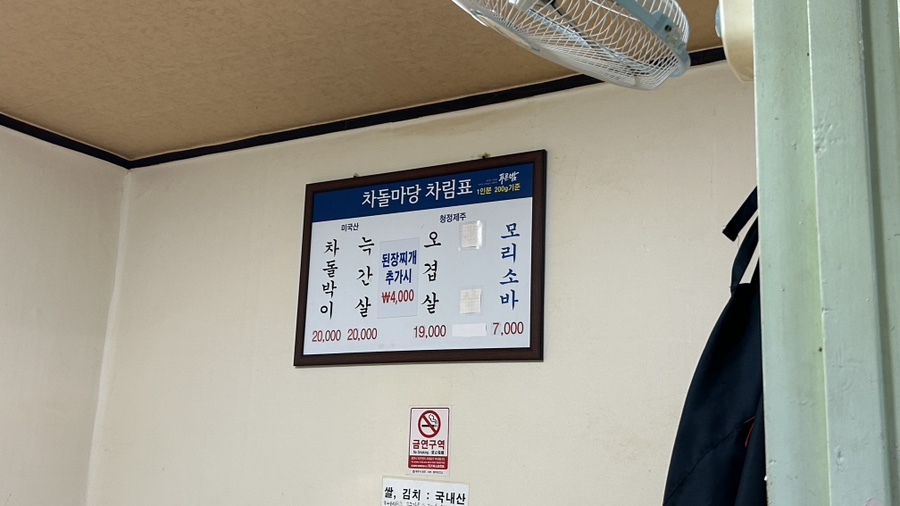 차돌마당 차림표
푸른밤
1인분 200g기준
미국산
청정제주
차돌박이
늑간살
된장찌개
추가시
₩4,000
오겹살
모리소바
20,000
20,000
19,000
7,000
금연구역
No Smoking
쌀, 김치 : 국내산